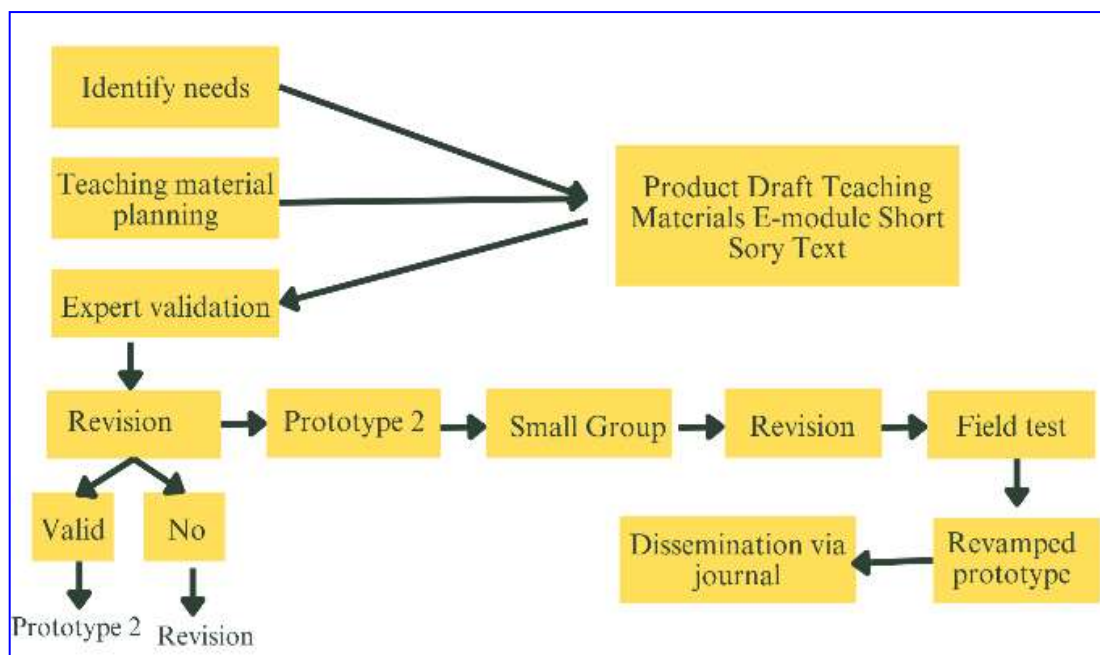 Identify needs
Teaching material
planning
Product Draft Teaching
Materials E-module Short
Sory Text
Expert validation
Revision
Prototype 2
Small Group
Revision
Field test
Valid
No
Dissemination via
journal
Revamped
prototype
Prototype 2
Revision